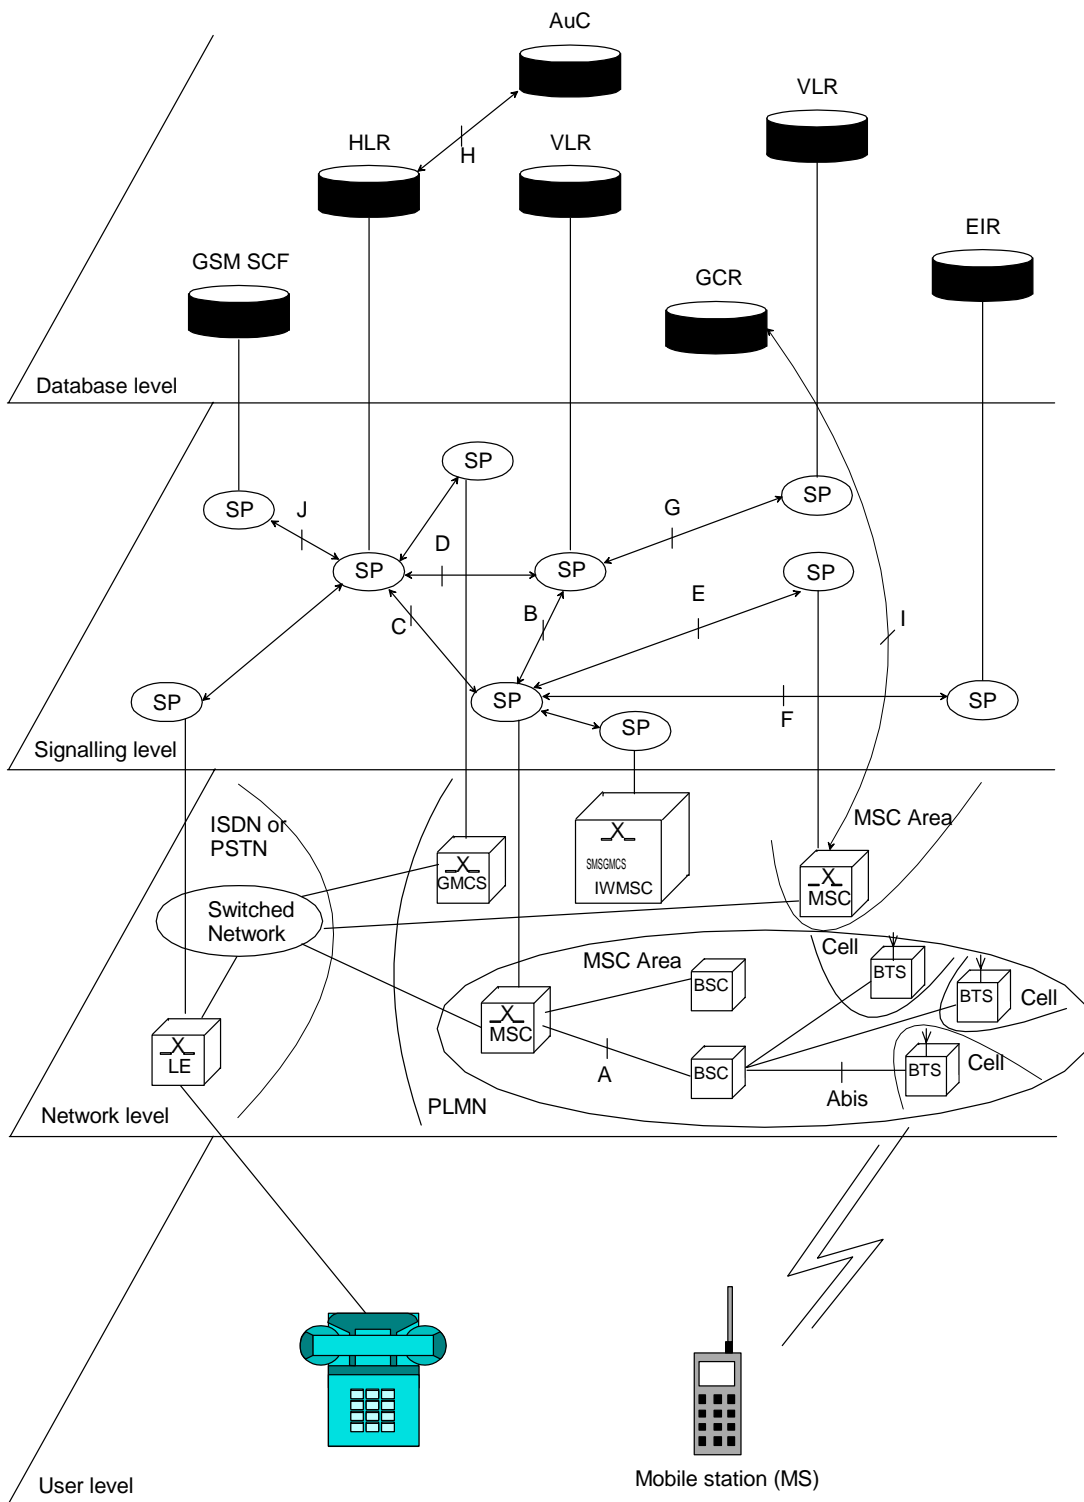 AuC
VLR
HLR
VLR
H
EIR
GSM SCF
GCR
Database level
SP
SP
J
G
SP
D
SP
SP
SP
E
C
B
I
SP
SP
SP
F
SP
Signalling level
ISDN or
PSTN
MSC Area
SMSGMCS
GMCS
IWMSC
MSC
Switched
Network
Cell
MSC Area
BTS
BSC
BTS
Cell
MSC
LE
A
BSC
BTS
Cell
Abis
PLMN
Network level
Mobile station (MS)
User level